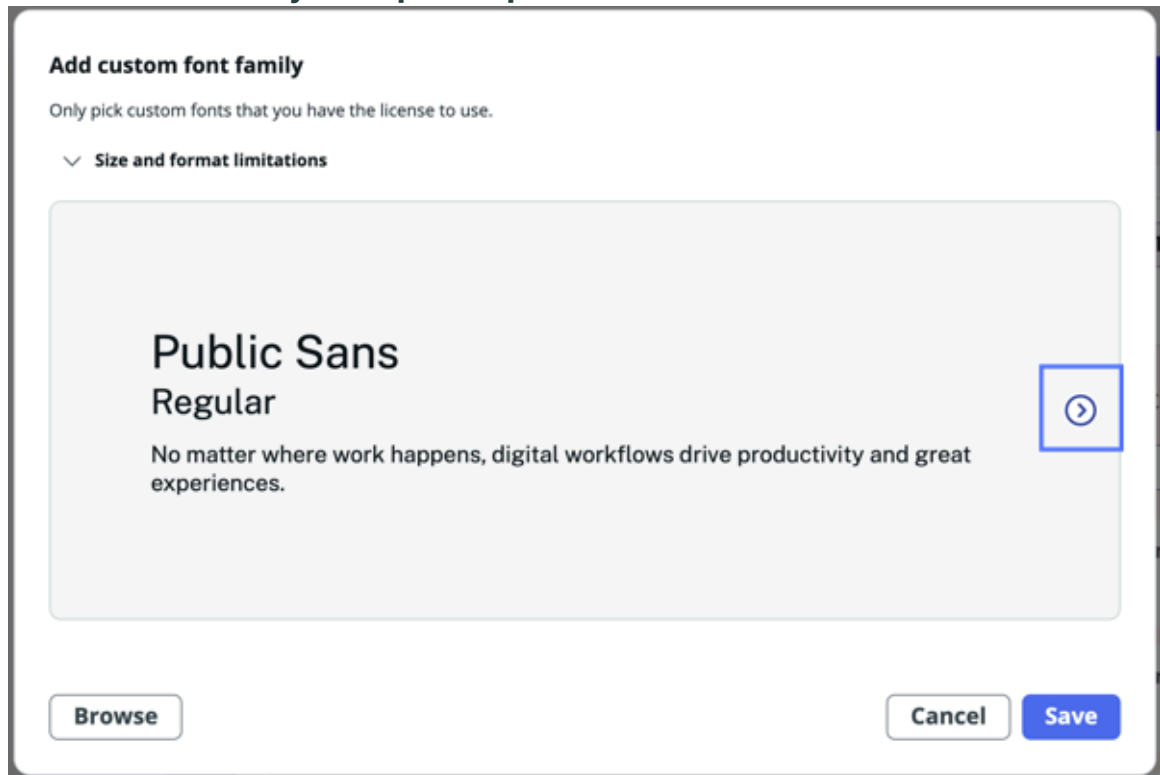 Add custom font family
Only pick custom fonts that you have the license to use.
Size and format limitations
Public Sans
Regular
No matter where work happens, digital workflows drive productivity and great
experiences.
Browse
Cancel
Save